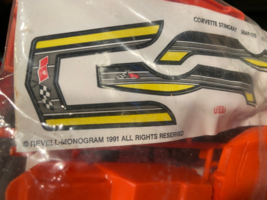 CORVETTE STINGRAY
© REVELL-MONOGRAM 1991 ALL RIGHTS RESERVED